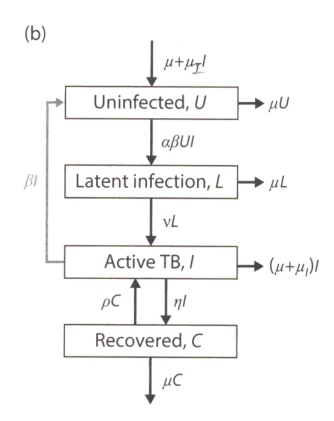 (b)
μ+μ_I I
Uninfected, U
μU
αβUI
βI
Latent infection, L
μL
νL
Active TB, I
(μ+μ_I)I
ρC
ηI
Recovered, C
μC